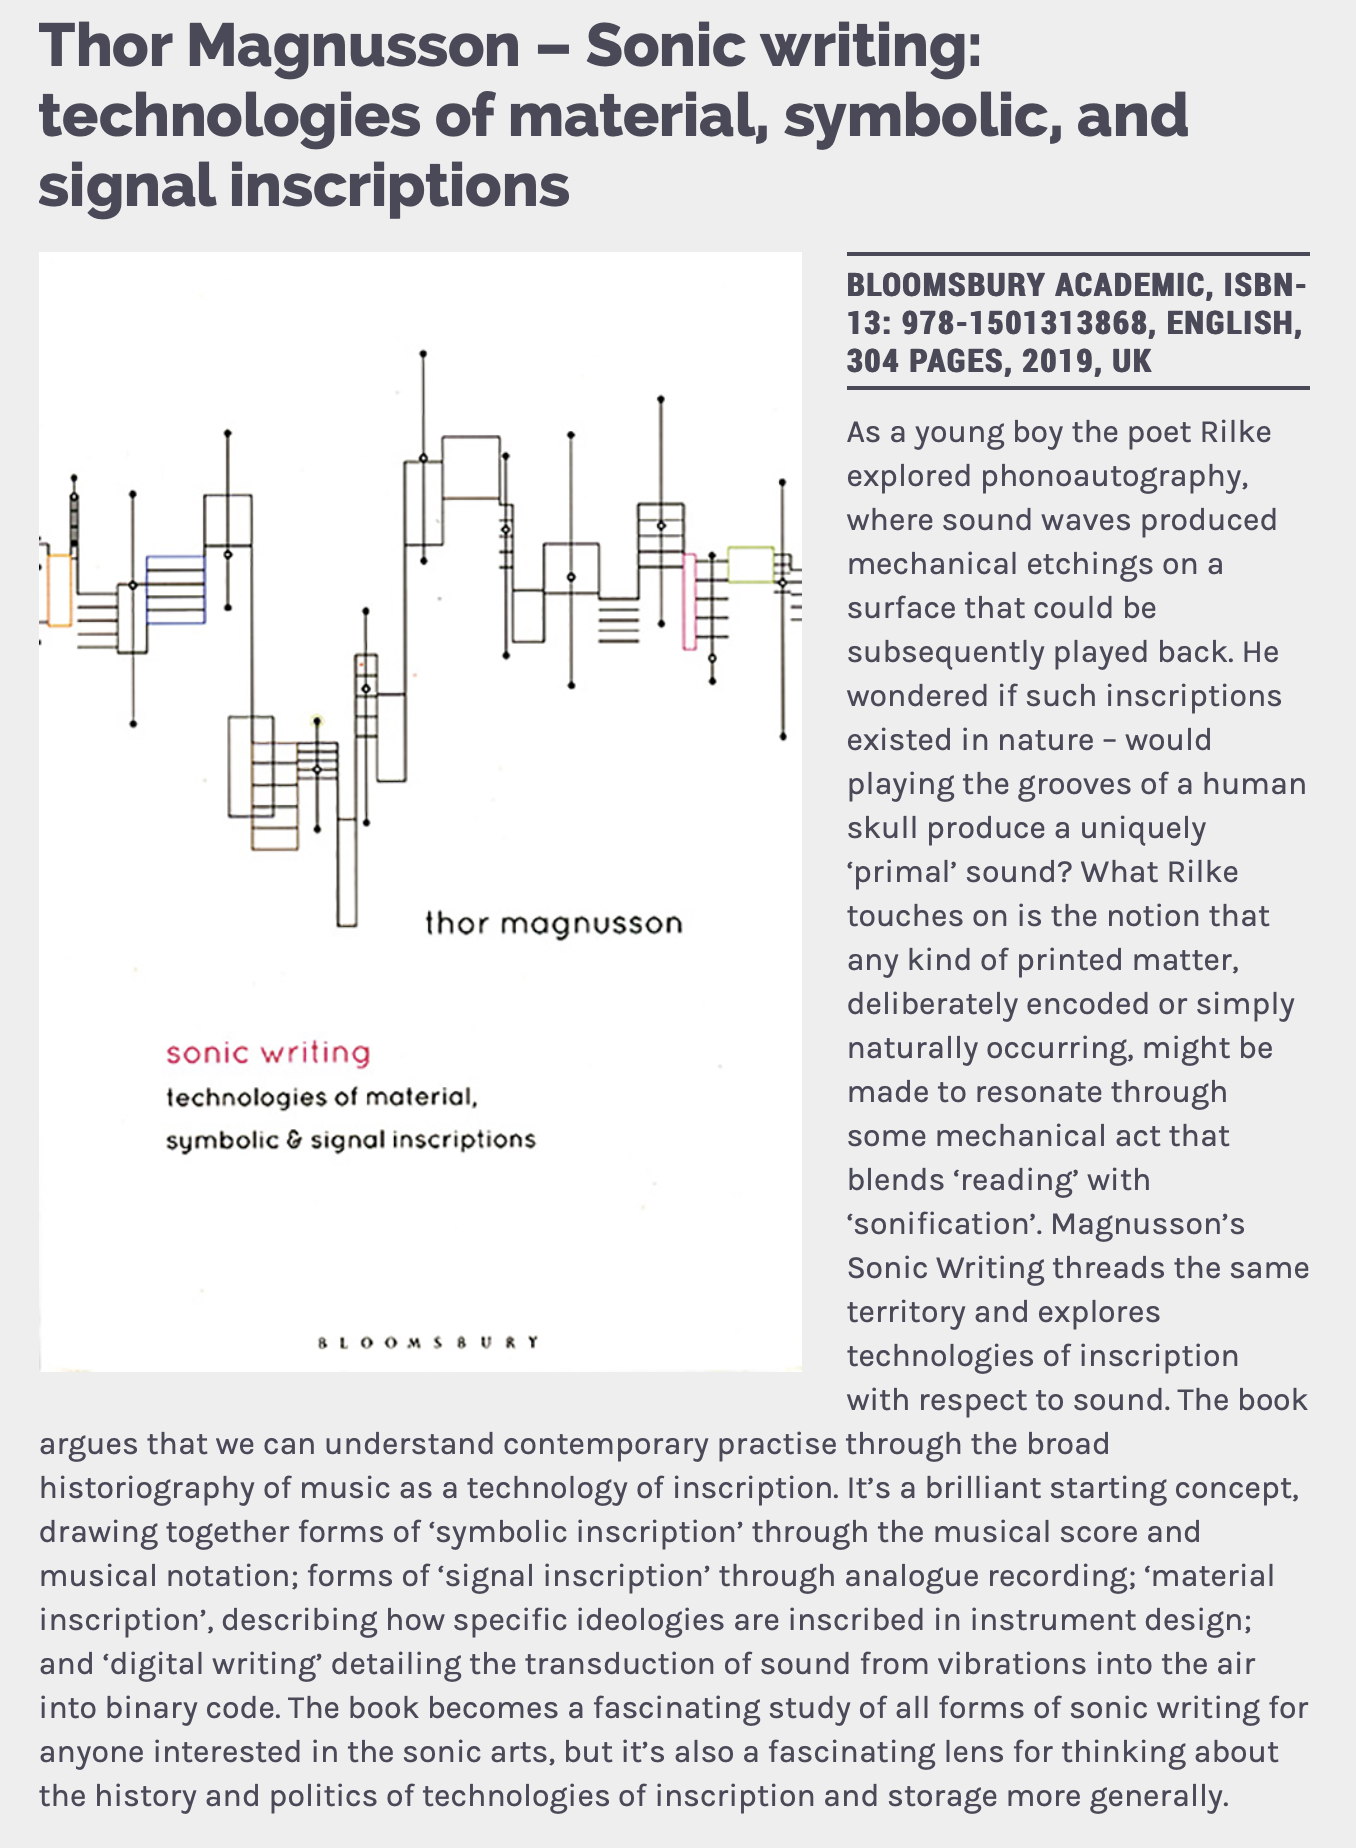 Thor Magnusson – Sonic writing:
technologies of material, symbolic, and
signal inscriptions
thor magnusson
sonic writing
technologies of material,
symbolic & signal inscriptions
BLOOMSBURY
BLOOMSBURY ACADEMIC, ISBN-
13: 978-1501313868, ENGLISH,
304 PAGES, 2019, UK
As a young boy the poet Rilke
explored phonoautography,
where sound waves produced
mechanical etchings on a
surface that could be
subsequently played back. He
wondered if such inscriptions
existed in nature – would
playing the grooves of a human
skull produce a uniquely
‘primal’ sound? What Rilke
touches on is the notion that
any kind of printed matter,
deliberately encoded or simply
naturally occurring, might be
made to resonate through
some mechanical act that
blends ‘reading’ with
‘sonification’. Magnusson’s
Sonic Writing threads the same
territory and explores
technologies of inscription
with respect to sound. The book
argues that we can understand contemporary practise through the broad
historiography of music as a technology of inscription. It’s a brilliant starting concept,
drawing together forms of ‘symbolic inscription’ through the musical score and
musical notation; forms of ‘signal inscription’ through analogue recording; ‘material
inscription’, describing how specific ideologies are inscribed in instrument design;
and ‘digital writing’ detailing the transduction of sound from vibrations into the air
into binary code. The book becomes a fascinating study of all forms of sonic writing for
anyone interested in the sonic arts, but it’s also a fascinating lens for thinking about
the history and politics of technologies of inscription and storage more generally.